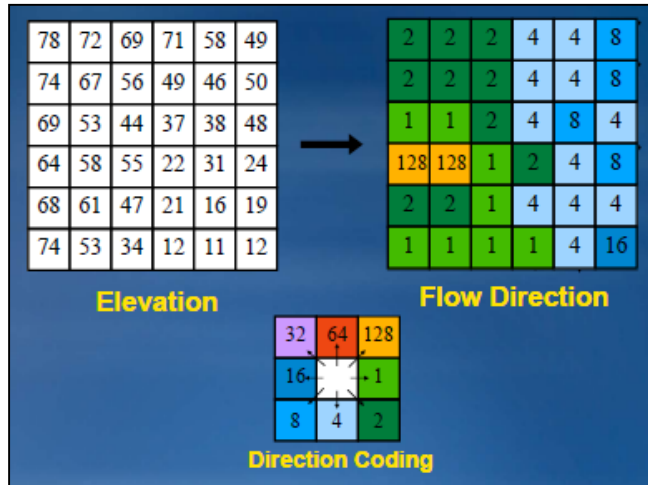 78 72 69 71 58 49
74 67 56 49 46 50
69 53 44 37 38 48
64 58 55 22 31 24
68 61 47 21 16 19
74 53 34 12 11 12
Elevation
2 2 2 4 4 8
2 2 2 4 4 8
1 1 2 4 8 4
128 128 1 2 4 8
2 2 1 4 4 4
1 1 1 1 4 16
Flow Direction
32 64 128
16 1
8 4 2
Direction Coding